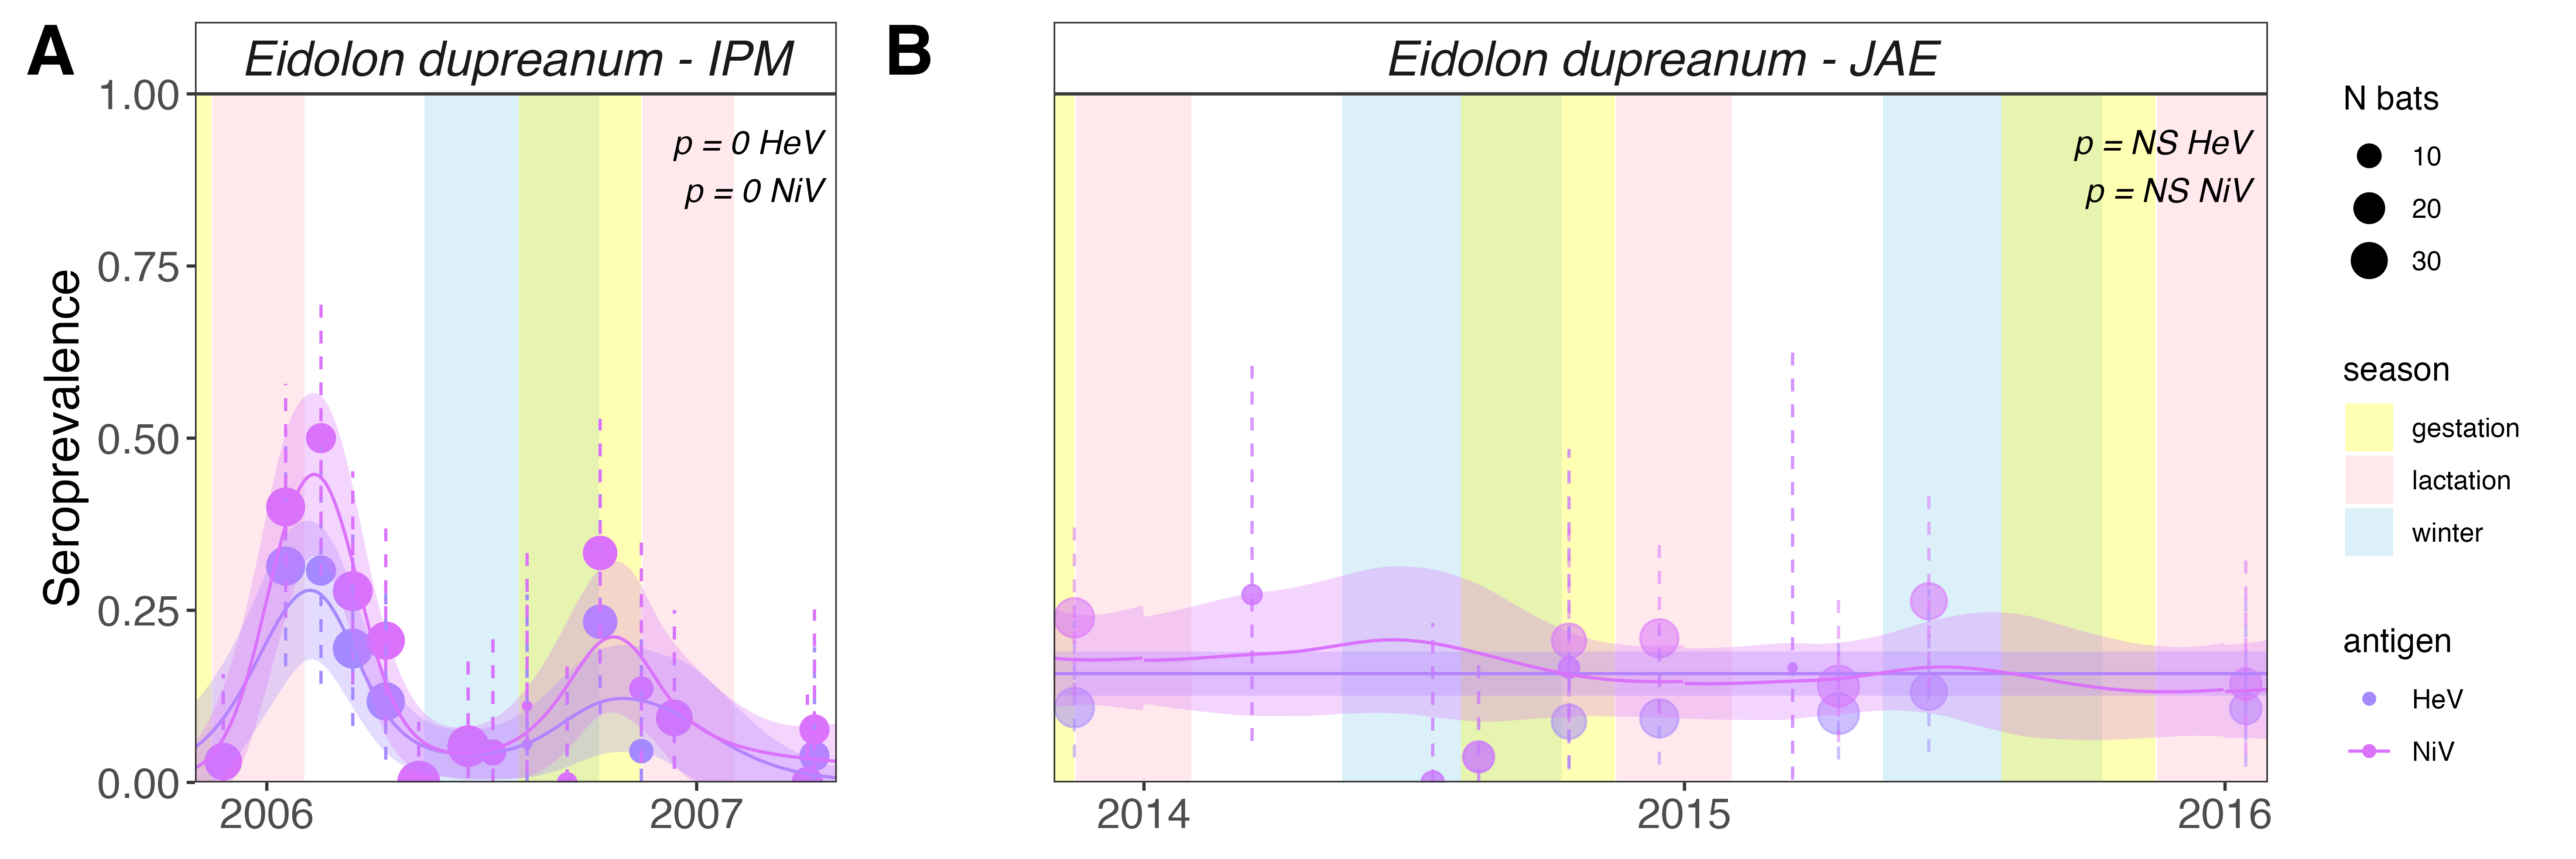 A
Eidolon dupreanum - IPM
B
Eidolon dupreanum - JAE
Seroprevalence
1.00
0.75
0.50
0.25
0.00
p = 0 HeV
p = 0 NiV
2006
2007
p = NS HeV
p = NS NiV
2014
2015
2016
N bats
10
20
30
season
gestation
lactation
winter
antigen
HeV
NiV